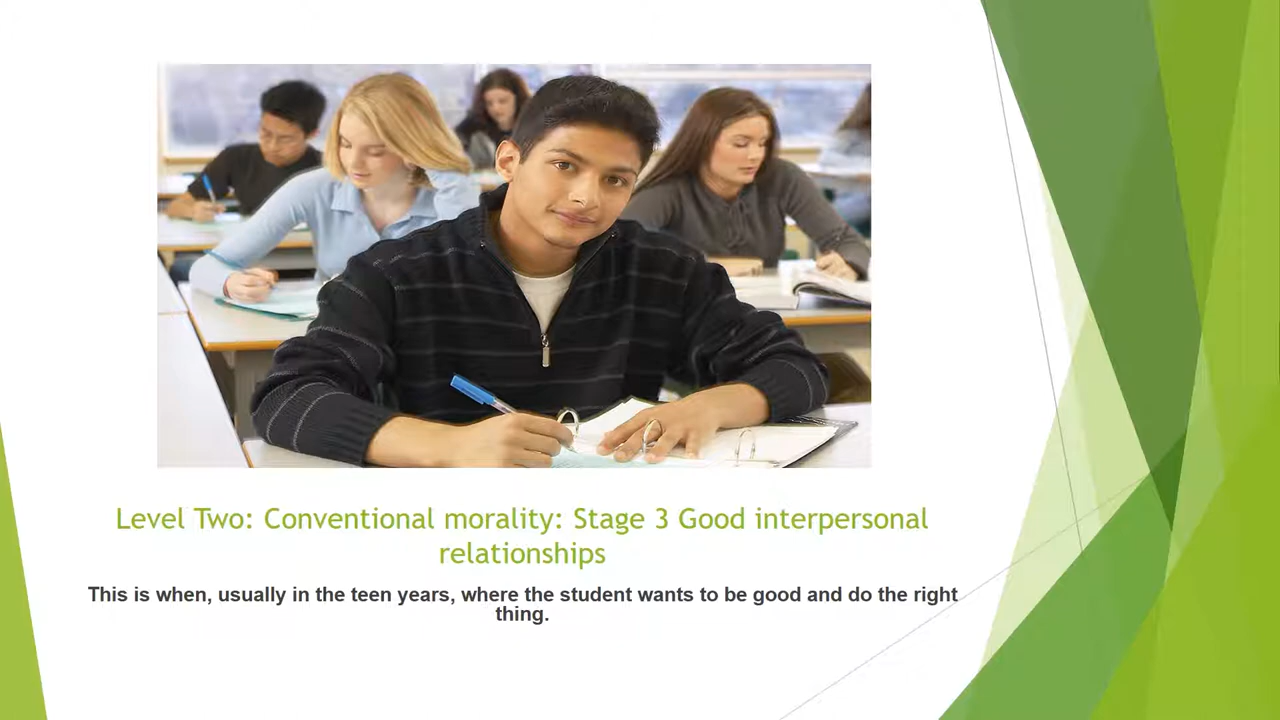 Level Two: Conventional morality: Stage 3 Good interpersonal
relationships
This is when, usually in the teen years, where the student wants to be good and do the right
thing.